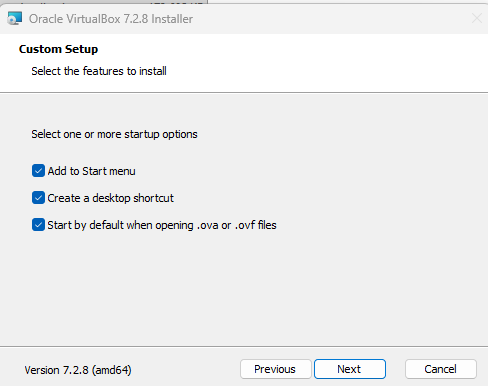 Oracle VirtualBox 7.2.8 Installer
Custom Setup
Select the features to install
Select one or more startup options
Add to Start menu
Create a desktop shortcut
Start by default when opening .ova or .ovf files
Version 7.2.8 (amd64)
Previous
Next
Cancel